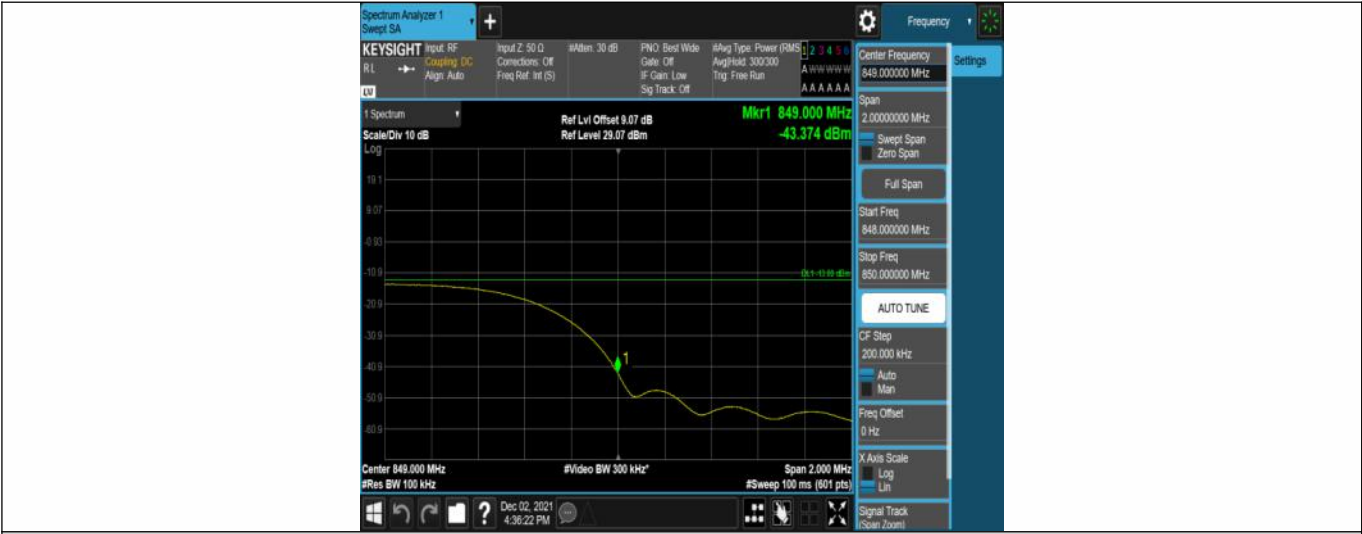 Spectrum Analyzer 1
Swept SA
+
Frequency
KEYSIGHT
RL
Input: RF
Coupling: DC
Align: Auto
Input Z: 50 Ω
Corrections: Off
Freq Ref: Int (S)
#Atten: 30 dB
PNO: Best Wide
Gate: Off
IF Gain: Low
Sig Track: Off
#Avg Type: Power (RMS
Avg|Hold: 300/300
Trig: Free Run
1 2 3 4 5 6
A W W W W W
A A A A A A
Center Frequency
849.000000 MHz
Settings
1 Spectrum
Scale/Div 10 dB
Log
Ref Lvl Offset 9.07 dB
Ref Level 29.07 dBm
Mkr1 849.000 MHz
-43.374 dBm
Span
2.00000000 MHz
Swept Span
Zero Span
Full Span
Start Freq
848.000000 MHz
Stop Freq
850.000000 MHz
AUTO TUNE
CF Step
200.000 kHz
Auto
Man
Freq Offset
0 Hz
X Axis Scale
Log
Lin
Signal Track
(Span Zoom)
19.1
9.07
-0.93
-10.9
-20.9
-30.9
-40.9
-50.9
-60.9
1
Center 849.000 MHz
#Res BW 100 kHz
#Video BW 300 kHz*
Span 2.000 MHz
#Sweep 100 ms (601 pts)
?
Dec 02, 2021
4:36:22 PM